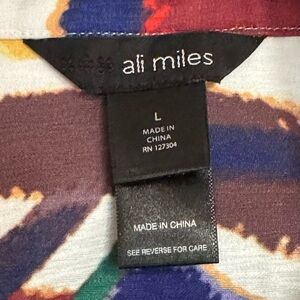 ali miles
L
MADE IN
CHINA
RN 127304
MADE IN CHINA
SEE REVERSE FOR CARE